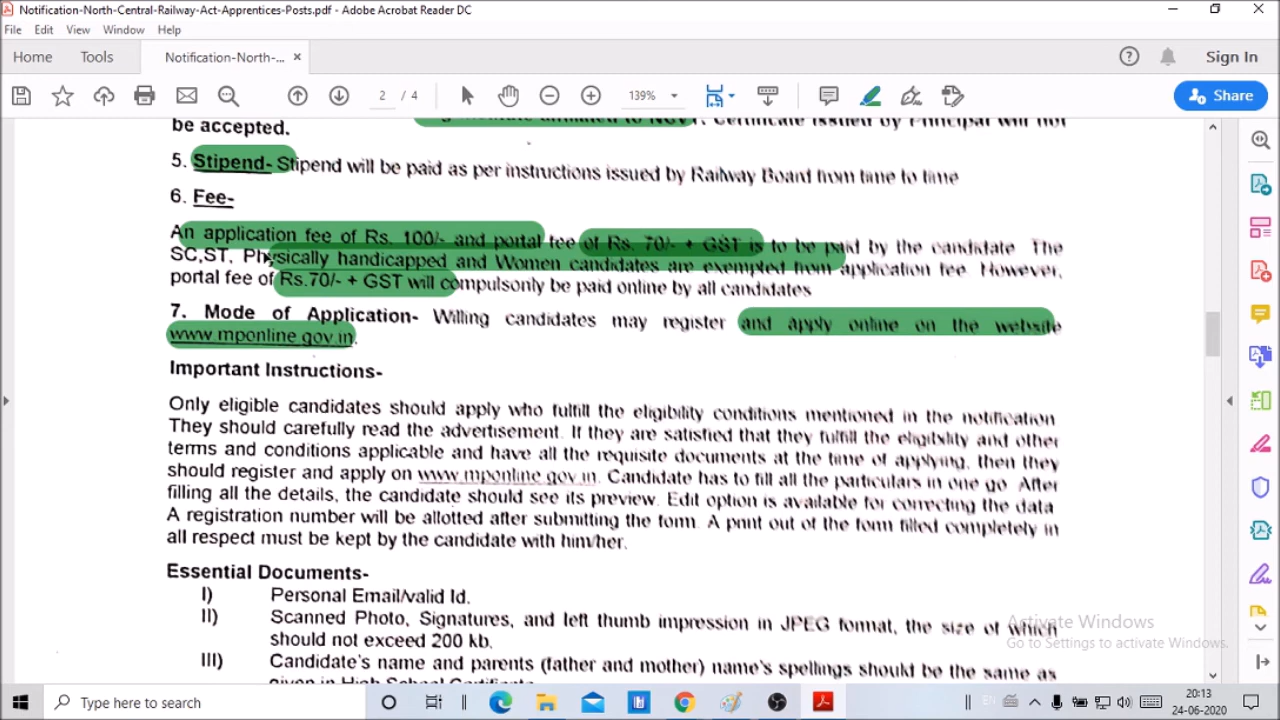 Notification-North-Central-Railway-Act-Apprentices-Posts.pdf - Adobe Acrobat Reader DC
File Edit View Window Help
Home Tools Notification-North-... × Sign In
2 / 4 139% Share
be accepted. affiliated to NCVT. Certificate issued by Principal will not
5. Stipend- Stipend will be paid as per instructions issued by Railway Board from time to time
6. Fee-
An application fee of Rs. 100/- and portal fee of Rs. 70/- + GST is to be paid by the candidate The
SC,ST, Physically handicapped and Women candidates are exempted from application fee. However,
portal fee of Rs.70/- + GST will compulsorily be paid online by all candidates
7. Mode of Application- Willing candidates may register and apply online on the website
www mponline gov.in.
Important Instructions-
Only eligible candidates should apply who fulfill the eligibility conditions mentioned in the notification
They should carefully read the advertisement. If they are satisfied that they fulfill the eligibility and other
terms and conditions applicable and have all the requisite documents at the time of applying, then they
should register and apply on www mponline gov in. Candidate has to fill all the particulars in one go. After
filling all the details, the candidate should see its preview. Edit option is available for correcting the data
A registration number will be allotted after submitting the form. A print out of the form filled completely in
all respect must be kept by the candidate with him/her.
Essential Documents-
I) Personal Email/valid Id.
II) Scanned Photo, Signatures, and left thumb impression in JPEG format, the size of which
should not exceed 200 kb.
III) Candidate's name and parents (father and mother) name's spellings should be the same as
given in High School Certificate
Activate Windows
Go to Settings to activate Windows.
Type here to search
20:13
24-06-2020